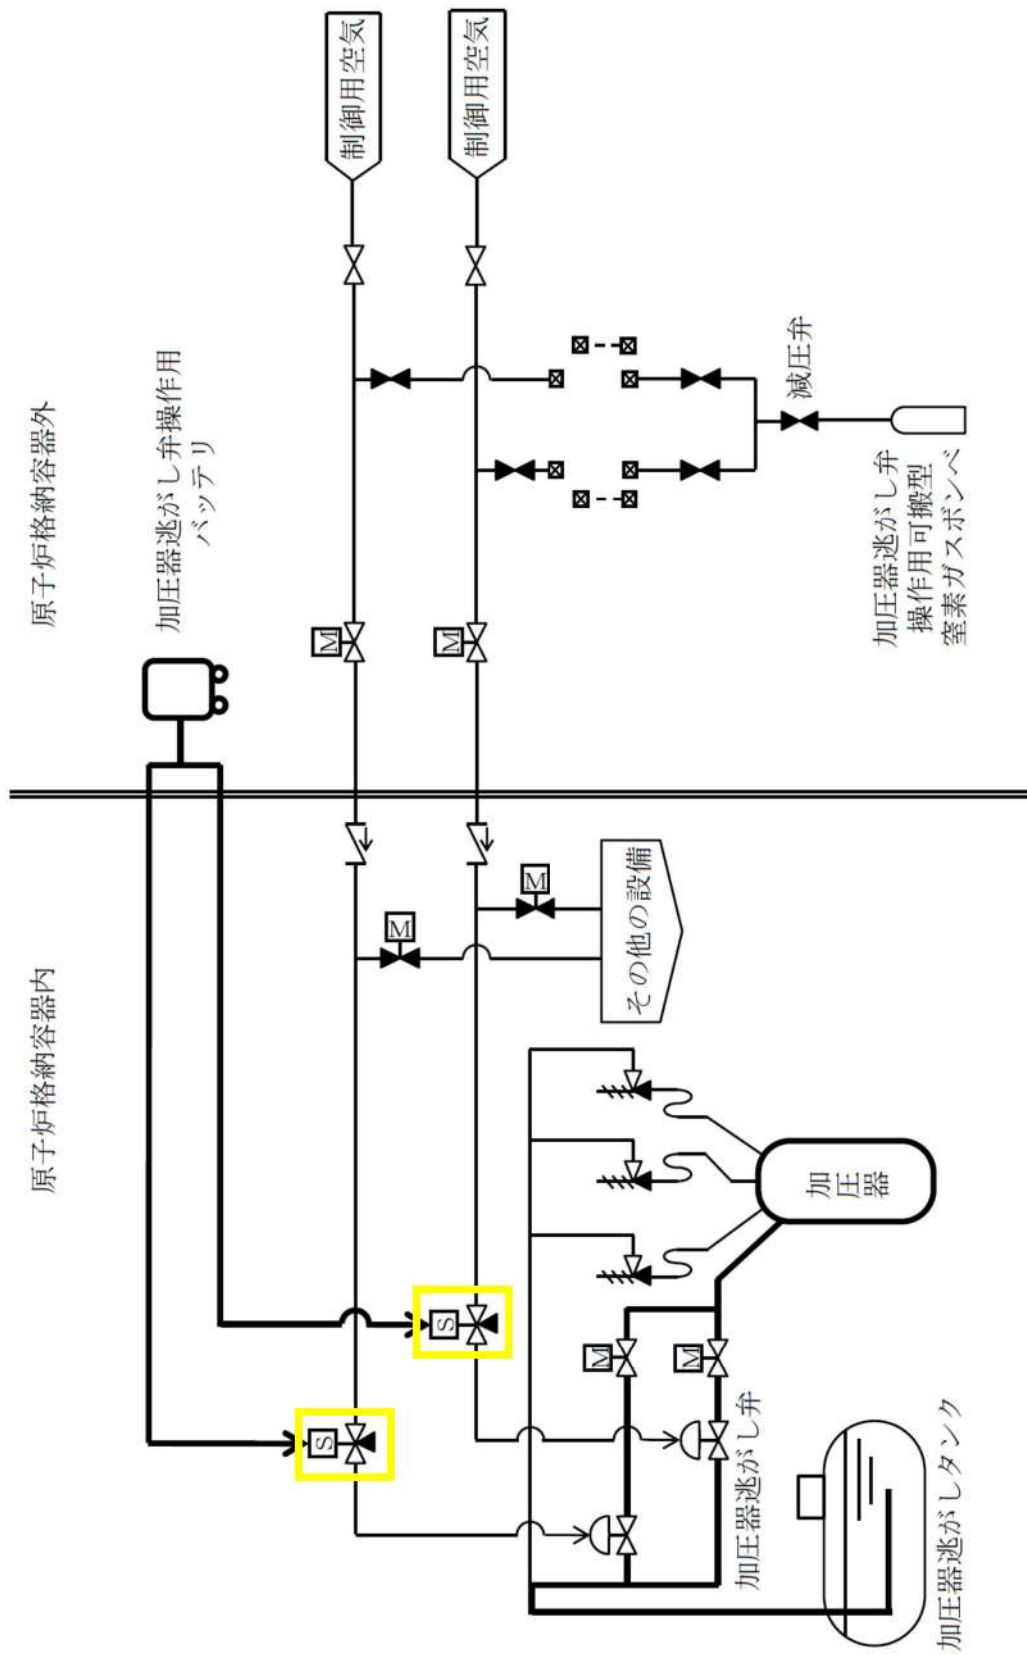 原子炉格納容器内
原子炉格納容器外
加圧器逃がし弁操作用
バッテリ
制御用空気
制御用空気
M
M
M
M
その他の設備
減圧弁
加圧器逃がし弁
操作用可搬型
窒素ガスボンベ
S
S
M
M
加圧器
加圧器逃がし弁
加圧器逃がしタンク